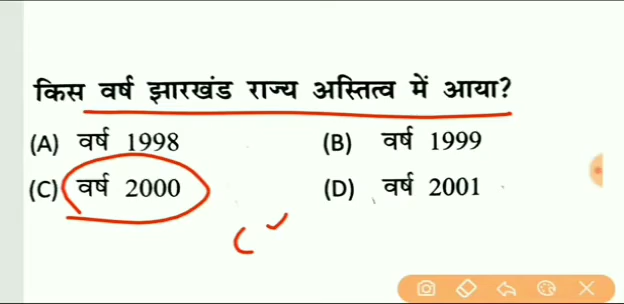 किस वर्ष झारखंड राज्य अस्तित्व में आया?
(A) वर्ष 1998 (B) वर्ष 1999
(C) वर्ष 2000 (D) वर्ष 2001
C